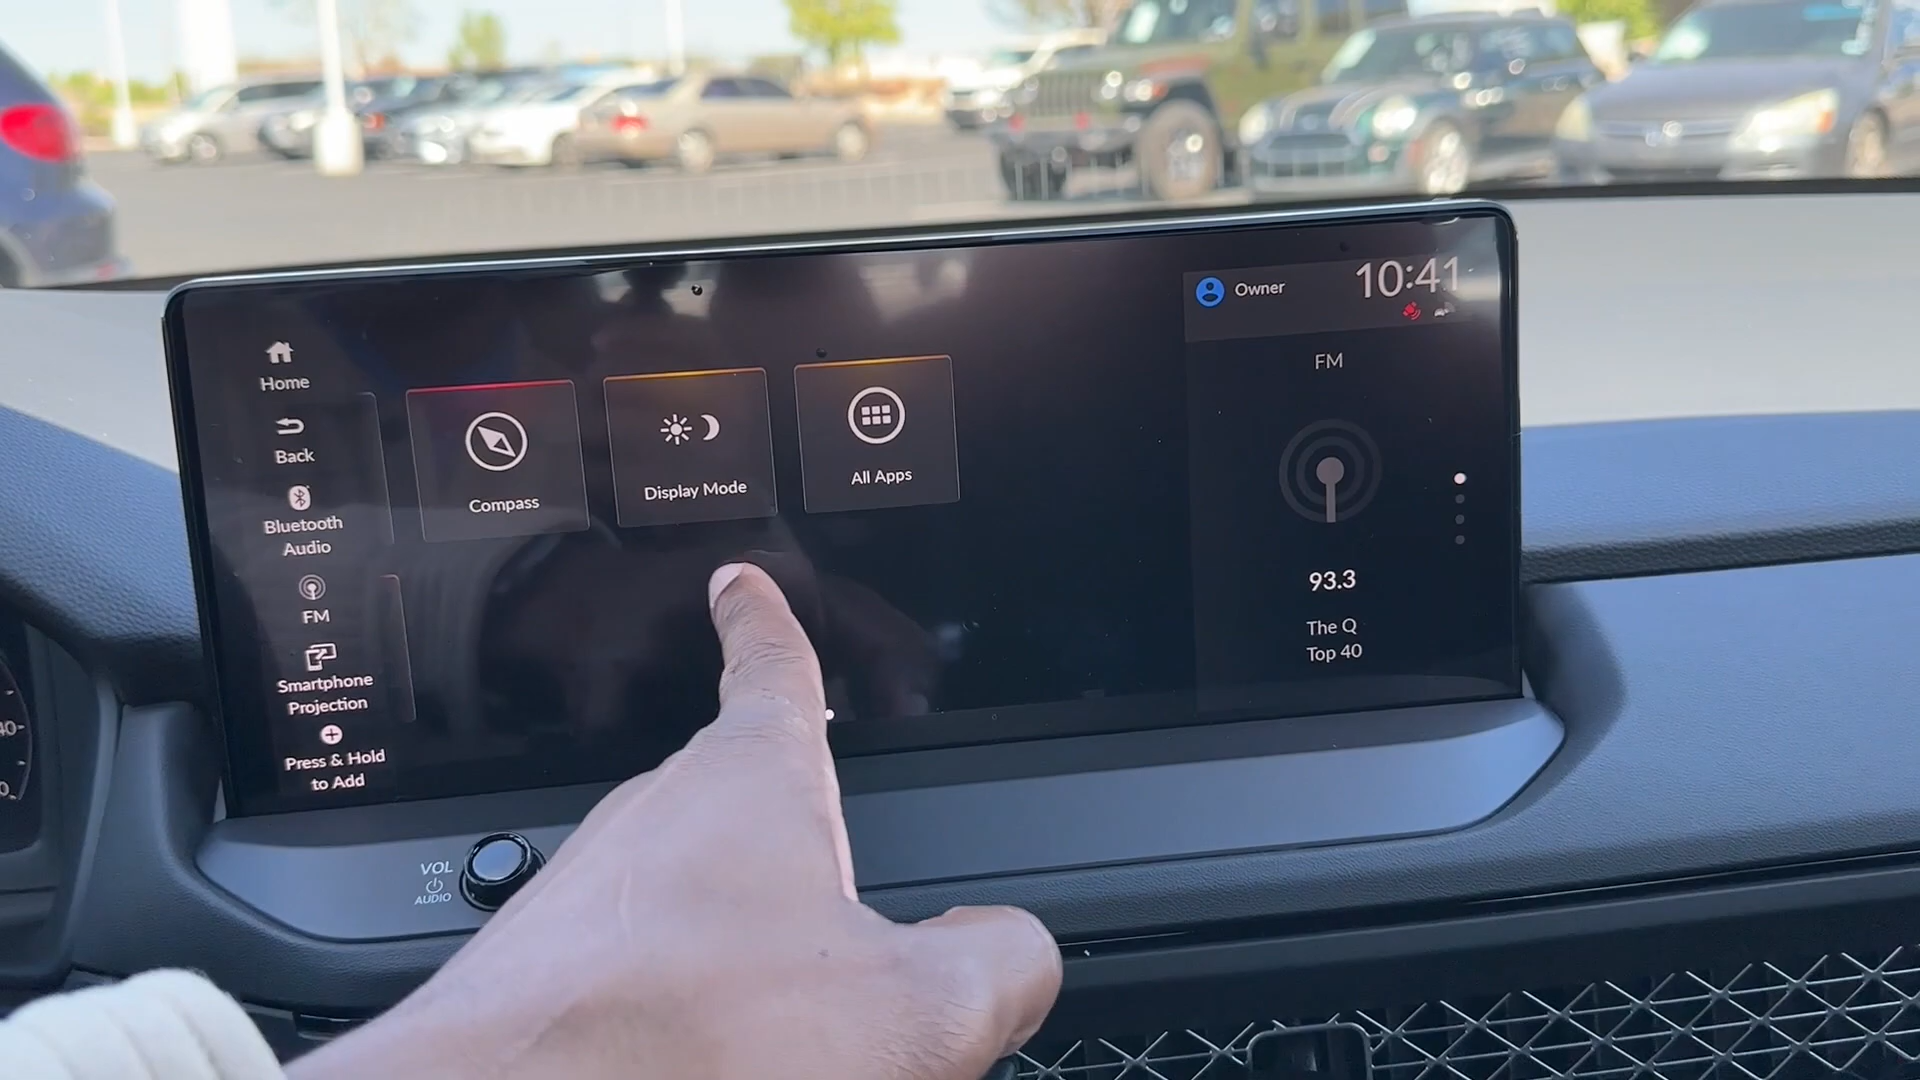 Home
Back
Bluetooth
Audio
FM
Smartphone
Projection
Press & Hold
to Add
Compass
Display Mode
All Apps
Owner
10:41
FM
93.3
The Q
Top 40
VOL
AUDIO